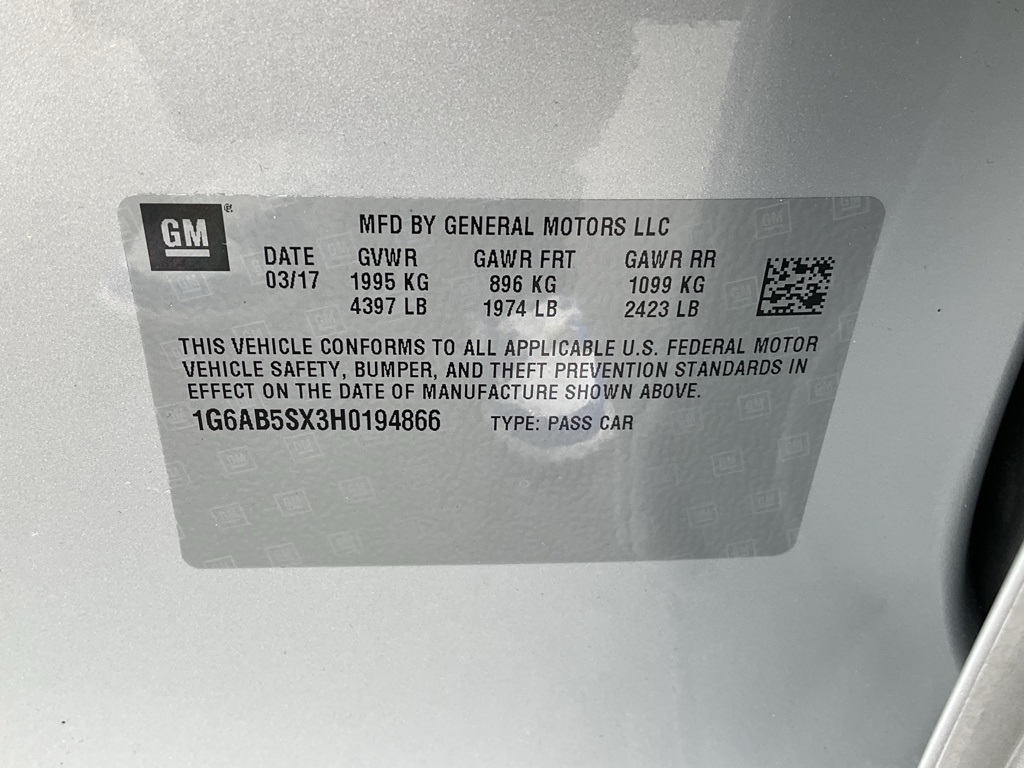 GM®
MFD BY GENERAL MOTORS LLC
DATE GVWR GAWR FRT GAWR RR
03/17 1995 KG 896 KG 1099 KG
4397 LB 1974 LB 2423 LB
THIS VEHICLE CONFORMS TO ALL APPLICABLE U.S. FEDERAL MOTOR
VEHICLE SAFETY, BUMPER, AND THEFT PREVENTION STANDARDS IN
EFFECT ON THE DATE OF MANUFACTURE SHOWN ABOVE.
1G6AB5SX3H0194866 TYPE: PASS CAR